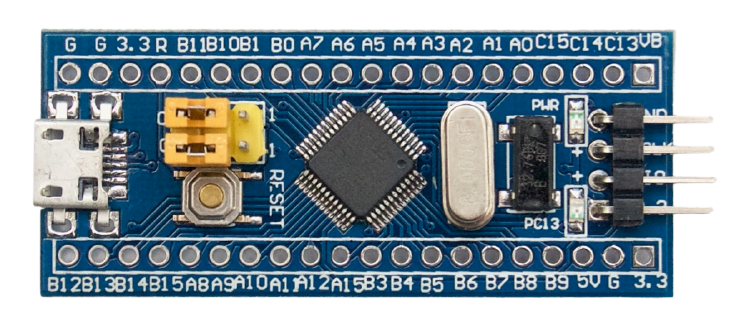 G G 3.3 R B11 B10 B1 B0 A7 A6 A5 A4 A3 A2 A1 A0 C15 C14 C13 VB
PWR
1
1
+
+
RESET
PC13
B12 B13 B14 B15 A8 A9 A10 A11 A12 A15 B3 B4 B5 B6 B7 B8 B9 5V G 3.3